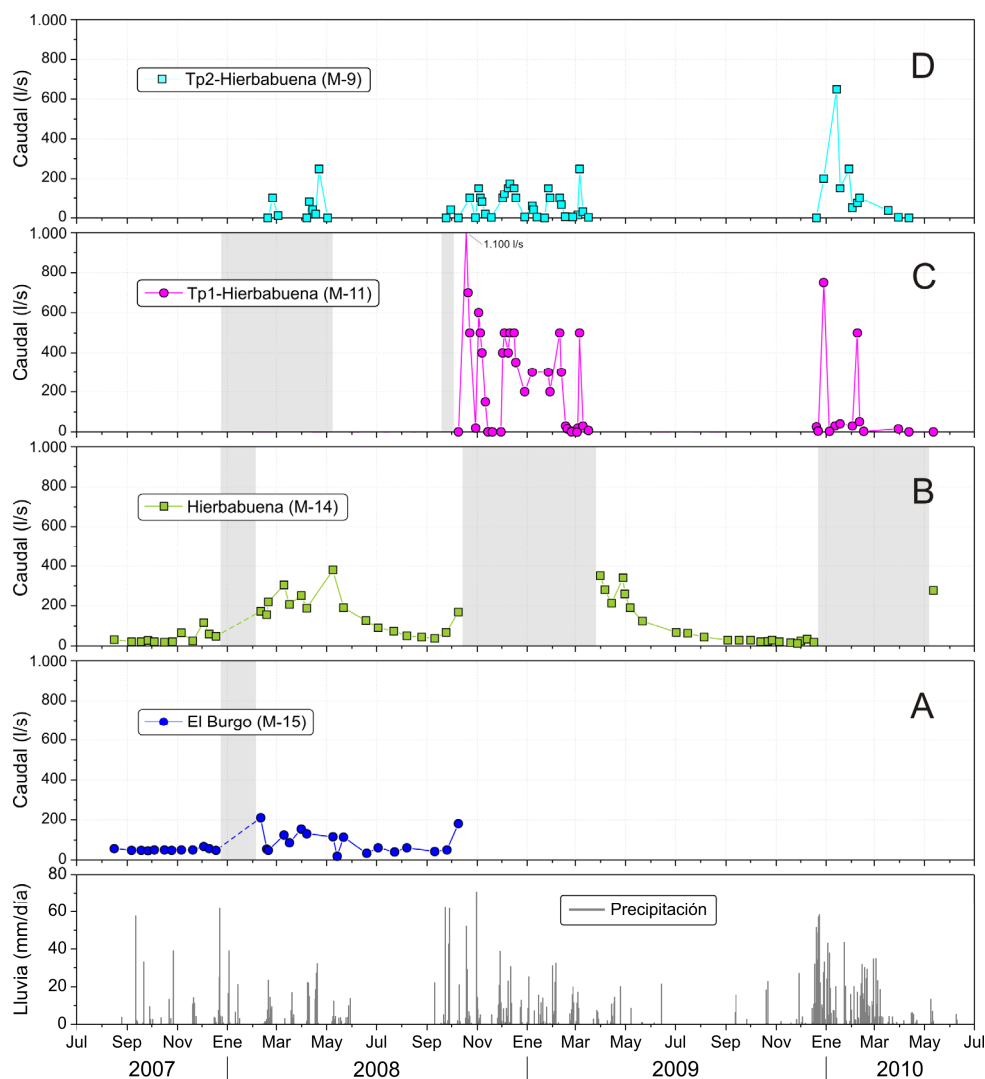 1.000
800
600
400
200
0
Caudal (l/s)
Tp2-Hierbabuena (M-9)
D
1.000
800
600
400
200
0
Caudal (l/s)
1.100 l/s
Tp1-Hierbabuena (M-11)
C
1.000
800
600
400
200
0
Caudal (l/s)
Hierbabuena (M-14)
B
1.000
800
600
400
200
0
Caudal (l/s)
El Burgo (M-15)
A
80
60
40
20
0
Lluvia (mm/día)
Precipitación
Jul Sep Nov Ene Mar May Jul Sep Nov Ene Mar May Jul Sep Nov Ene Mar May Jul
2007 2008 2009 2010